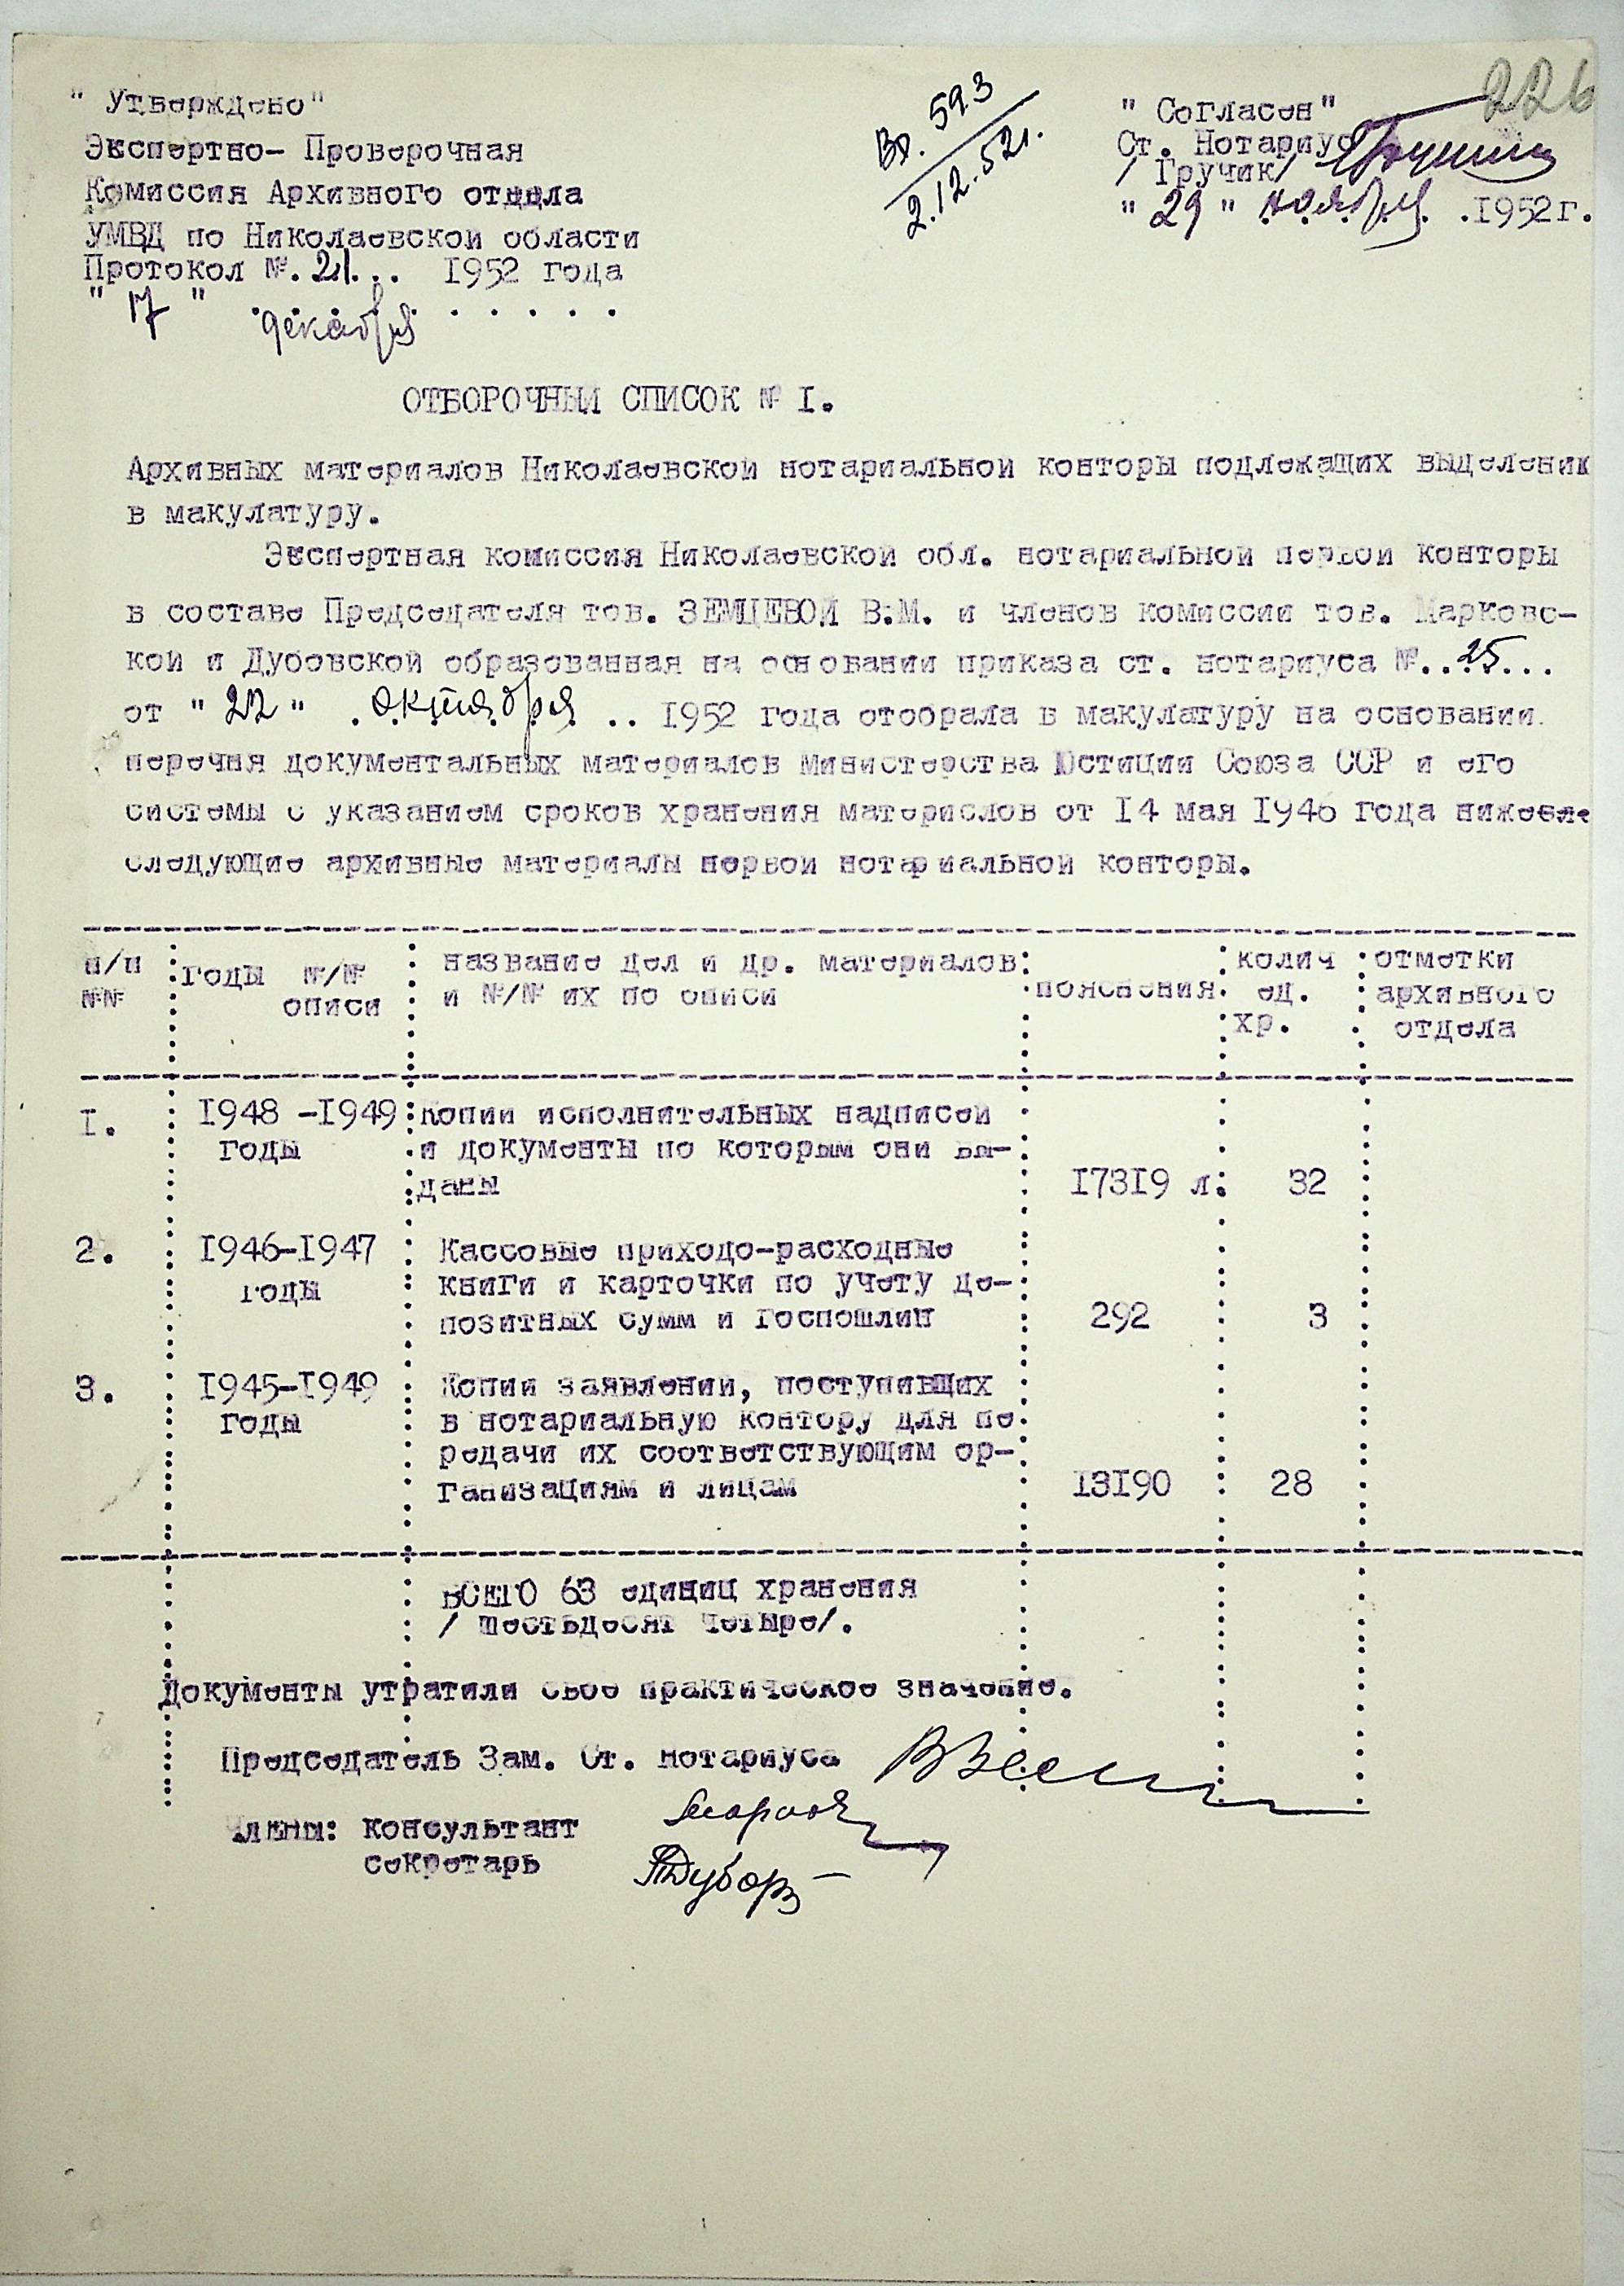 226
" Утверждено"
Экспертно- Проверочная
Комиссия Архивного отдела
УМВД по Николаевской области
Протокол №. 21... 1952 года
" 17 " декабря
Вх. 593
2.12.52г.
" Согласен"
Ст. Нотариус
/ Гручик/
" 29 " ноября .1952г.
ОТБОРОЧНЫЙ СПИСОК № I.
Архивных материалов Николаевской нотариальной конторы подлежащих выделению
в макулатуру.
Экспертная комиссия Николаевской обл. нотариальной первой конторы
в составе Председателя тов. ЗЕМЦЕВОЙ В.М. и членов комиссии тов. Марковс-
кой и Дубовской образованная на основании приказа ст. нотариуса №..25...
от " 22 " . октября .. 1952 года отобрала в макулатуру на основании
перечня документальных материалов Министерства Юстиции Союза ССР и его
системы с указанием сроков хранения материслов от 14 мая 1946 года нижесле
следующие архивные материалы первой нотариальной конторы.
п/п №№ годы №/№ описи название дел и др. материалов и №/№ их по описи пояснения колич ед. хр. отметки архивного отдела
I. 1948 -1949 копии исполнительных надписей
годы и документы по которым они вы-
даны 17319 л. 32
2. 1946-1947 Кассовые приходо-расходные
годы книги и карточки по учету де-
позитных сумм и Госпошлин 292 3
3. 1945-1949 Копии заявлений, поступивших
годы в нотариальную контору для пе
редачи их соответствующим ор-
ганизациям и лицам 13190 28
ВСЕГО 63 единиц хранения
/ шестьдесят четыре/.
Документы утратили свое практическое значение.
Председатель Зам. Ст. нотариуса
Члены: консультант
секретарь